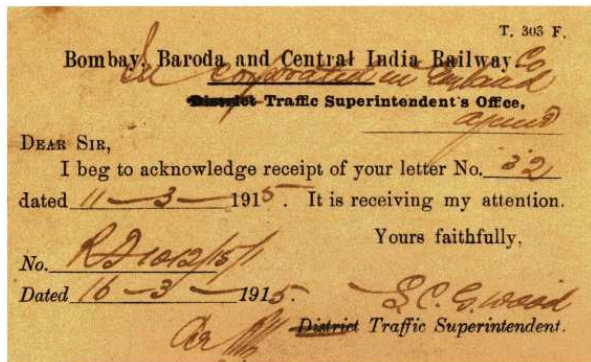 T. 303 F.
Bombay, Baroda and Central India Railway Co
Incorporated in England
District Traffic Superintendent's Office,
Ajmer
DEAR SIR,
I beg to acknowledge receipt of your letter No. 32
dated 11-3-1915. It is receiving my attention.
Yours faithfully,
No.
Dated 16-3-1915.
District Traffic Superintendent.